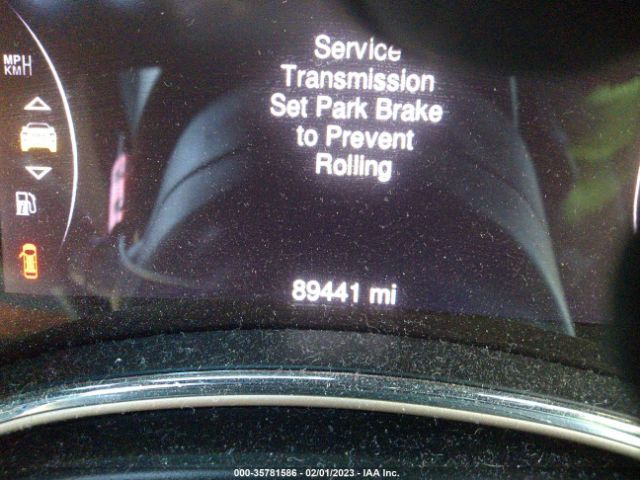 MPH
KM
Service
Transmission
Set Park Brake
to Prevent
Rolling
89441 mi
000-35781586 - 02/01/2023 - IAA Inc.